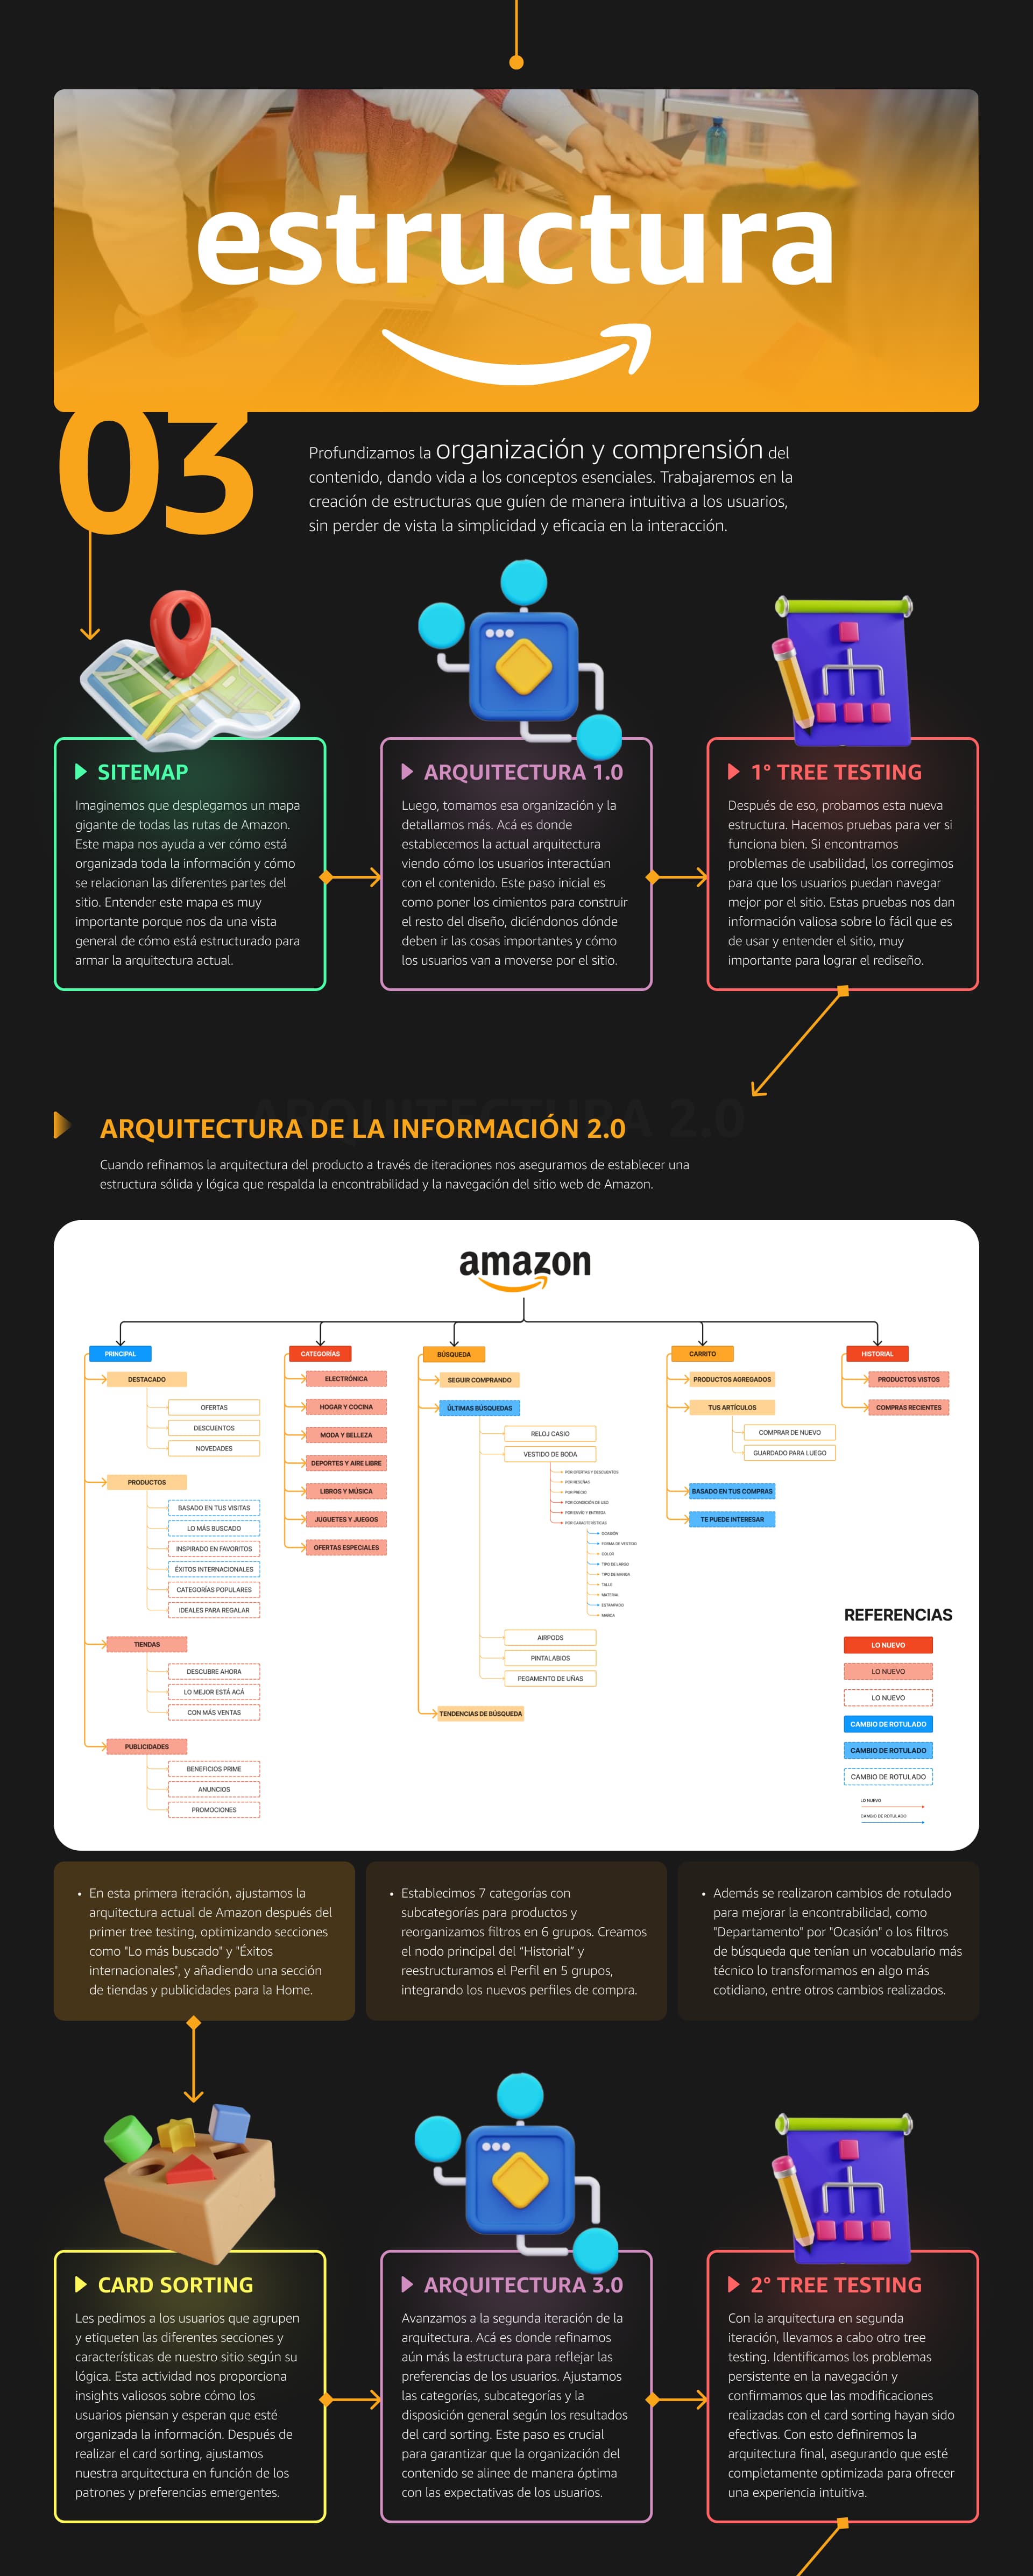 estructura
03
Profundizamos la organización y comprensión del
contenido, dando vida a los conceptos esenciales. Trabajaremos en la
creación de estructuras que guíen de manera intuitiva a los usuarios,
sin perder de vista la simplicidad y eficacia en la interacción.
SITEMAP
Imaginemos que desplegamos un mapa
gigante de todas las rutas de Amazon.
Este mapa nos ayuda a ver cómo está
organizada toda la información y cómo
se relacionan las diferentes partes del
sitio. Entender este mapa es muy
importante porque nos da una vista
general de cómo está estructurado para
armar la arquitectura actual.
ARQUITECTURA 1.0
Luego, tomamos esa organización y la
detallamos más. Acá es donde
establecemos la actual arquitectura
viendo cómo los usuarios interactúan
con el contenido. Este paso inicial es
como poner los cimientos para construir
el resto del diseño, diciéndonos dónde
deben ir las cosas importantes y cómo
los usuarios van a moverse por el sitio.
1° TREE TESTING
Después de eso, probamos esta nueva
estructura. Hacemos pruebas para ver si
funciona bien. Si encontramos
problemas de usabilidad, los corregimos
para que los usuarios puedan navegar
mejor por el sitio. Estas pruebas nos dan
información valiosa sobre lo fácil que es
de usar y entender el sitio, muy
importante para lograr el rediseño.
ARQUITECTURA 2.0
ARQUITECTURA DE LA INFORMACIÓN 2.0
Cuando refinamos la arquitectura del producto a través de iteraciones nos aseguramos de establecer una
estructura sólida y lógica que respalda la encontrabilidad y la navegación del sitio web de Amazon.
amazon
PRINCIPAL
DESTACADO
OFERTAS
DESCUENTOS
NOVEDADES
PRODUCTOS
BASADO EN TUS VISITAS
LO MÁS BUSCADO
INSPIRADO EN FAVORITOS
ÉXITOS INTERNACIONALES
CATEGORÍAS POPULARES
IDEALES PARA REGALAR
TIENDAS
DESCUBRE AHORA
LO MEJOR ESTÁ ACÁ
CON MÁS VENTAS
PUBLICIDADES
BENEFICIOS PRIME
ANUNCIOS
PROMOCIONES
CATEGORÍAS
ELECTRÓNICA
HOGAR Y COCINA
MODA Y BELLEZA
DEPORTES Y AIRE LIBRE
LIBROS Y MÚSICA
JUGUETES Y JUEGOS
OFERTAS ESPECIALES
BÚSQUEDA
SEGUIR COMPRANDO
ÚLTIMAS BÚSQUEDAS
RELOJ CASIO
VESTIDO DE BODA
POR OFERTAS Y DESCUENTOS
POR RESEÑAS
POR PRECIO
POR CONDICIÓN DE USO
POR ENVÍO Y ENTREGA
POR CARACTERÍSTICAS
OCASIÓN
FORMA DE VESTIDO
COLOR
TIPO DE LARGO
TIPO DE MANGA
TALLE
MATERIAL
ESTAMPADO
MARCA
AIRPODS
PINTALABIOS
PEGAMENTO DE UÑAS
TENDENCIAS DE BÚSQUEDA
CARRITO
PRODUCTOS AGREGADOS
TUS ARTÍCULOS
COMPRAR DE NUEVO
GUARDADO PARA LUEGO
BASADO EN TUS COMPRAS
TE PUEDE INTERESAR
HISTORIAL
PRODUCTOS VISTOS
COMPRAS RECIENTES
REFERENCIAS
LO NUEVO
LO NUEVO
LO NUEVO
CAMBIO DE ROTULADO
CAMBIO DE ROTULADO
CAMBIO DE ROTULADO
LO NUEVO
CAMBIO DE ROTULADO
• En esta primera iteración, ajustamos la
arquitectura actual de Amazon después del
primer tree testing, optimizando secciones
como "Lo más buscado" y "Éxitos
internacionales", y añadiendo una sección
de tiendas y publicidades para la Home.
• Establecimos 7 categorías con
subcategorías para productos y
reorganizamos filtros en 6 grupos. Creamos
el nodo principal del “Historial” y
reestructuramos el Perfil en 5 grupos,
integrando los nuevos perfiles de compra.
• Además se realizaron cambios de rotulado
para mejorar la encontrabilidad, como
"Departamento" por "Ocasión" o los filtros
de búsqueda que tenían un vocabulario más
técnico lo transformamos en algo más
cotidiano, entre otros cambios realizados.
CARD SORTING
Les pedimos a los usuarios que agrupen
y etiqueten las diferentes secciones y
características de nuestro sitio según su
lógica. Esta actividad nos proporciona
insights valiosos sobre cómo los
usuarios piensan y esperan que esté
organizada la información. Después de
realizar el card sorting, ajustamos
nuestra arquitectura en función de los
patrones y preferencias emergentes.
ARQUITECTURA 3.0
Avanzamos a la segunda iteración de la
arquitectura. Acá es donde refinamos
aún más la estructura para reflejar las
preferencias de los usuarios. Ajustamos
las categorías, subcategorías y la
disposición general según los resultados
del card sorting. Este paso es crucial
para garantizar que la organización del
contenido se alinee de manera óptima
con las expectativas de los usuarios.
2° TREE TESTING
Con la arquitectura en segunda
iteración, llevamos a cabo otro tree
testing. Identificamos los problemas
persistente en la navegación y
confirmamos que las modificaciones
realizadas con el card sorting hayan sido
efectivas. Con esto definiremos la
arquitectura final, asegurando que esté
completamente optimizada para ofrecer
una experiencia intuitiva.